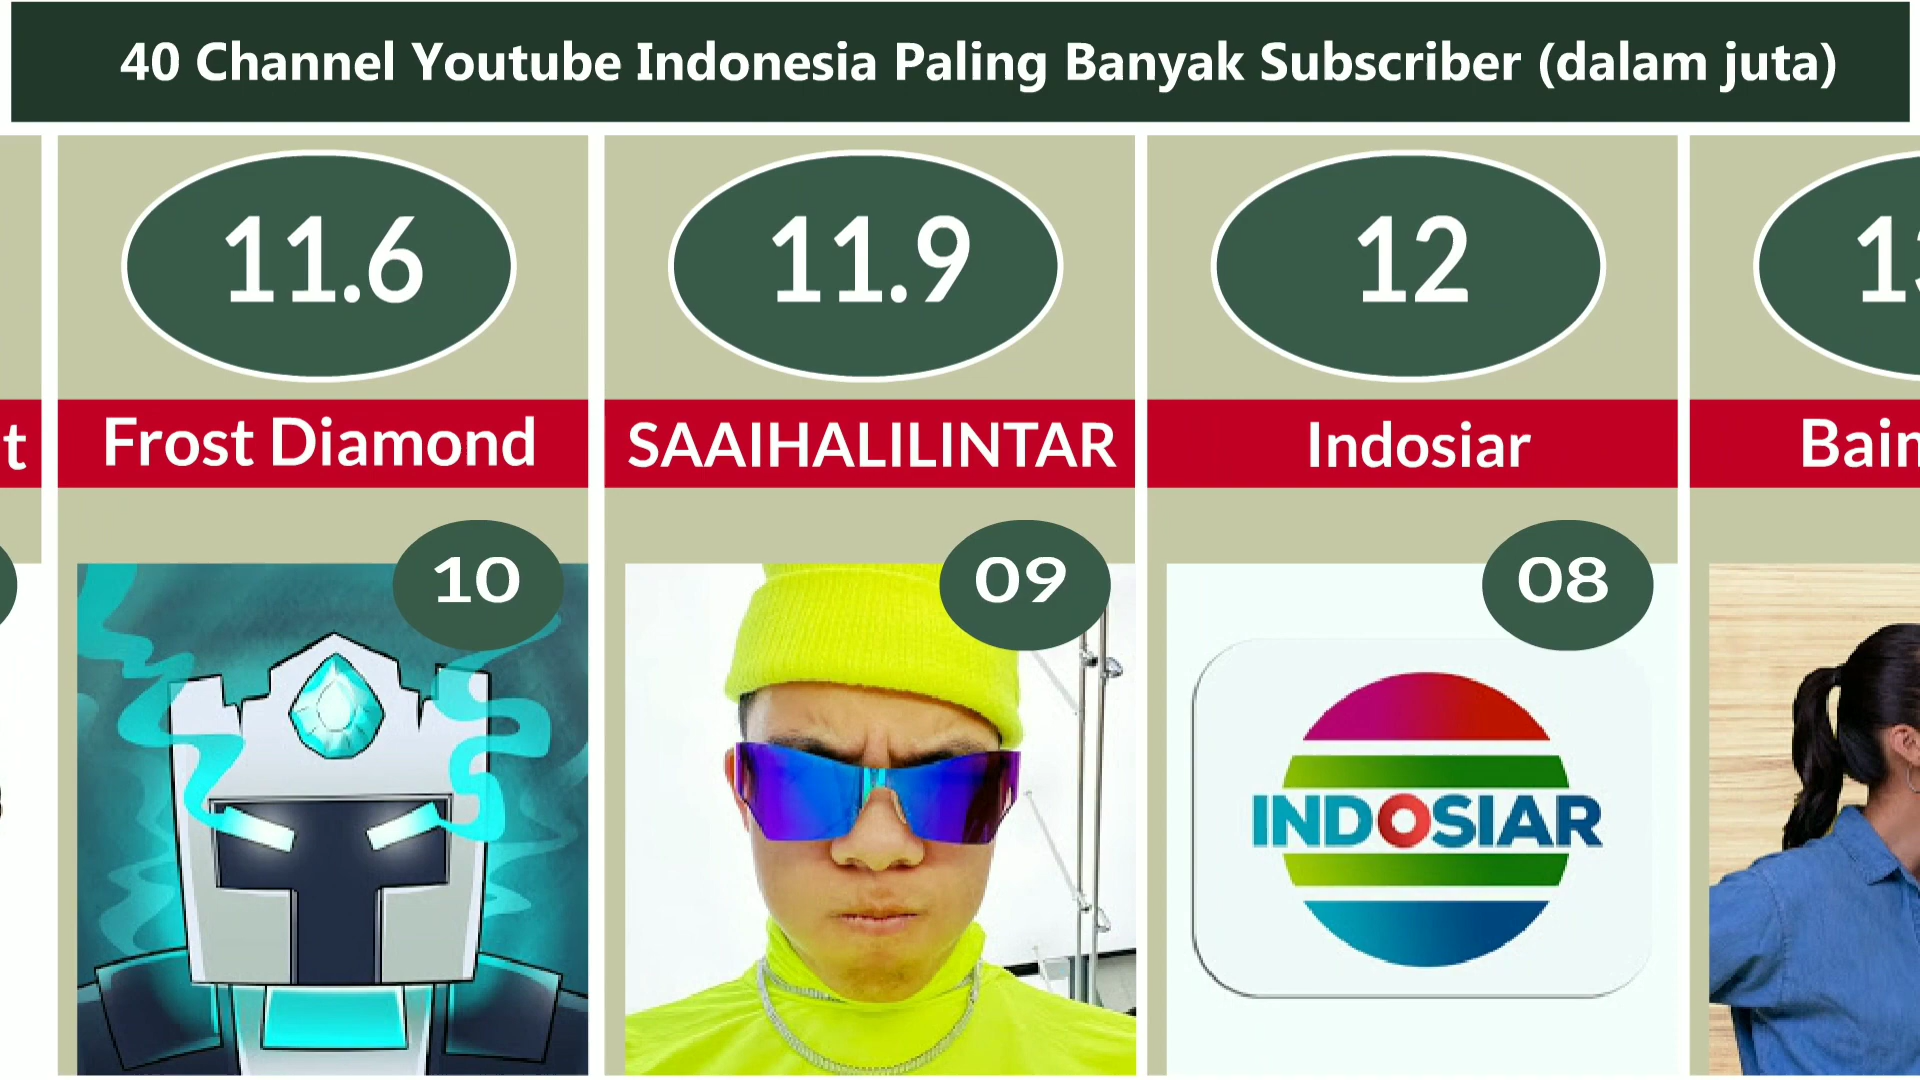 40 Channel Youtube Indonesia Paling Banyak Subscriber (dalam juta)
11.6
11.9
12
t
Frost Diamond
SAAIHALILINTAR
Indosiar
10
09
08
INDOSIAR